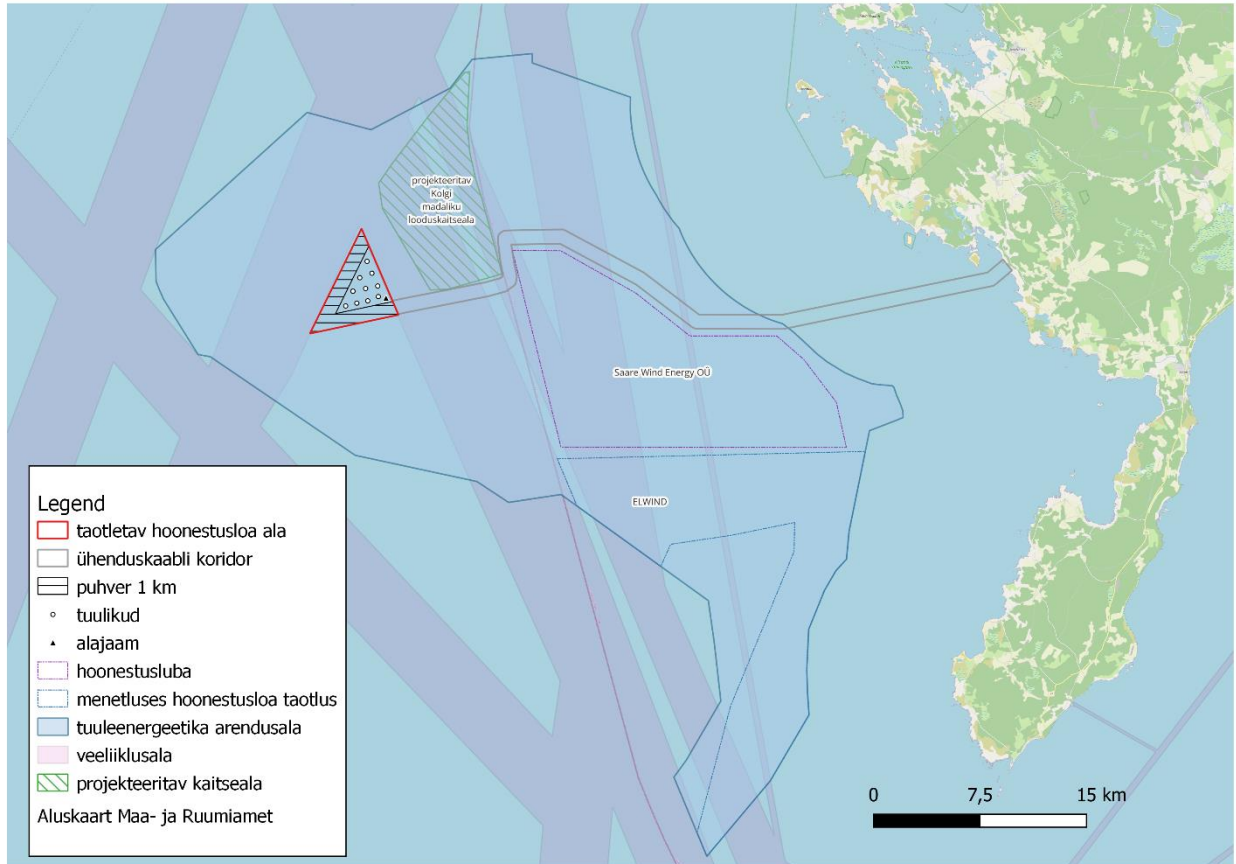 projekteeritav
Kolgi
madaliku
looduskaitseala
Saare Wind Energy OÜ
ELWIND
Legend
taotletav hoonestusloa ala
ühenduskaabli koridor
puhver 1 km
tuulikud
alajaam
hoonestusluba
menetluses hoonestusloa taotlus
tuuleenergeetika arendusala
veeliiklusala
projekteeritav kaitseala
Aluskaart Maa- ja Ruumiamet
0 7,5 15 km